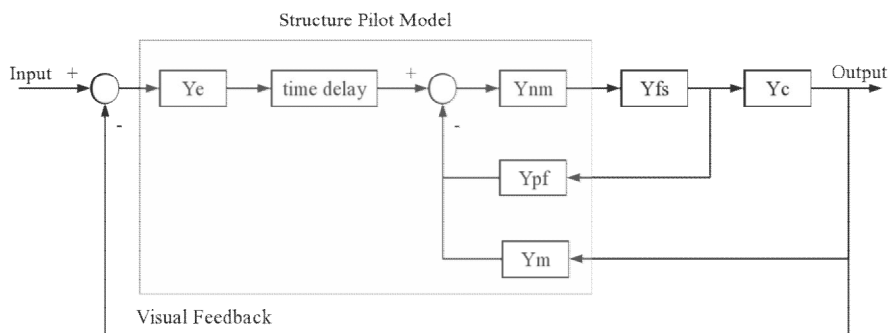 Structure Pilot Model
Input + Ye time delay + Ynm Yfs Yc Output
- -
Ypf
Ym
Visual Feedback